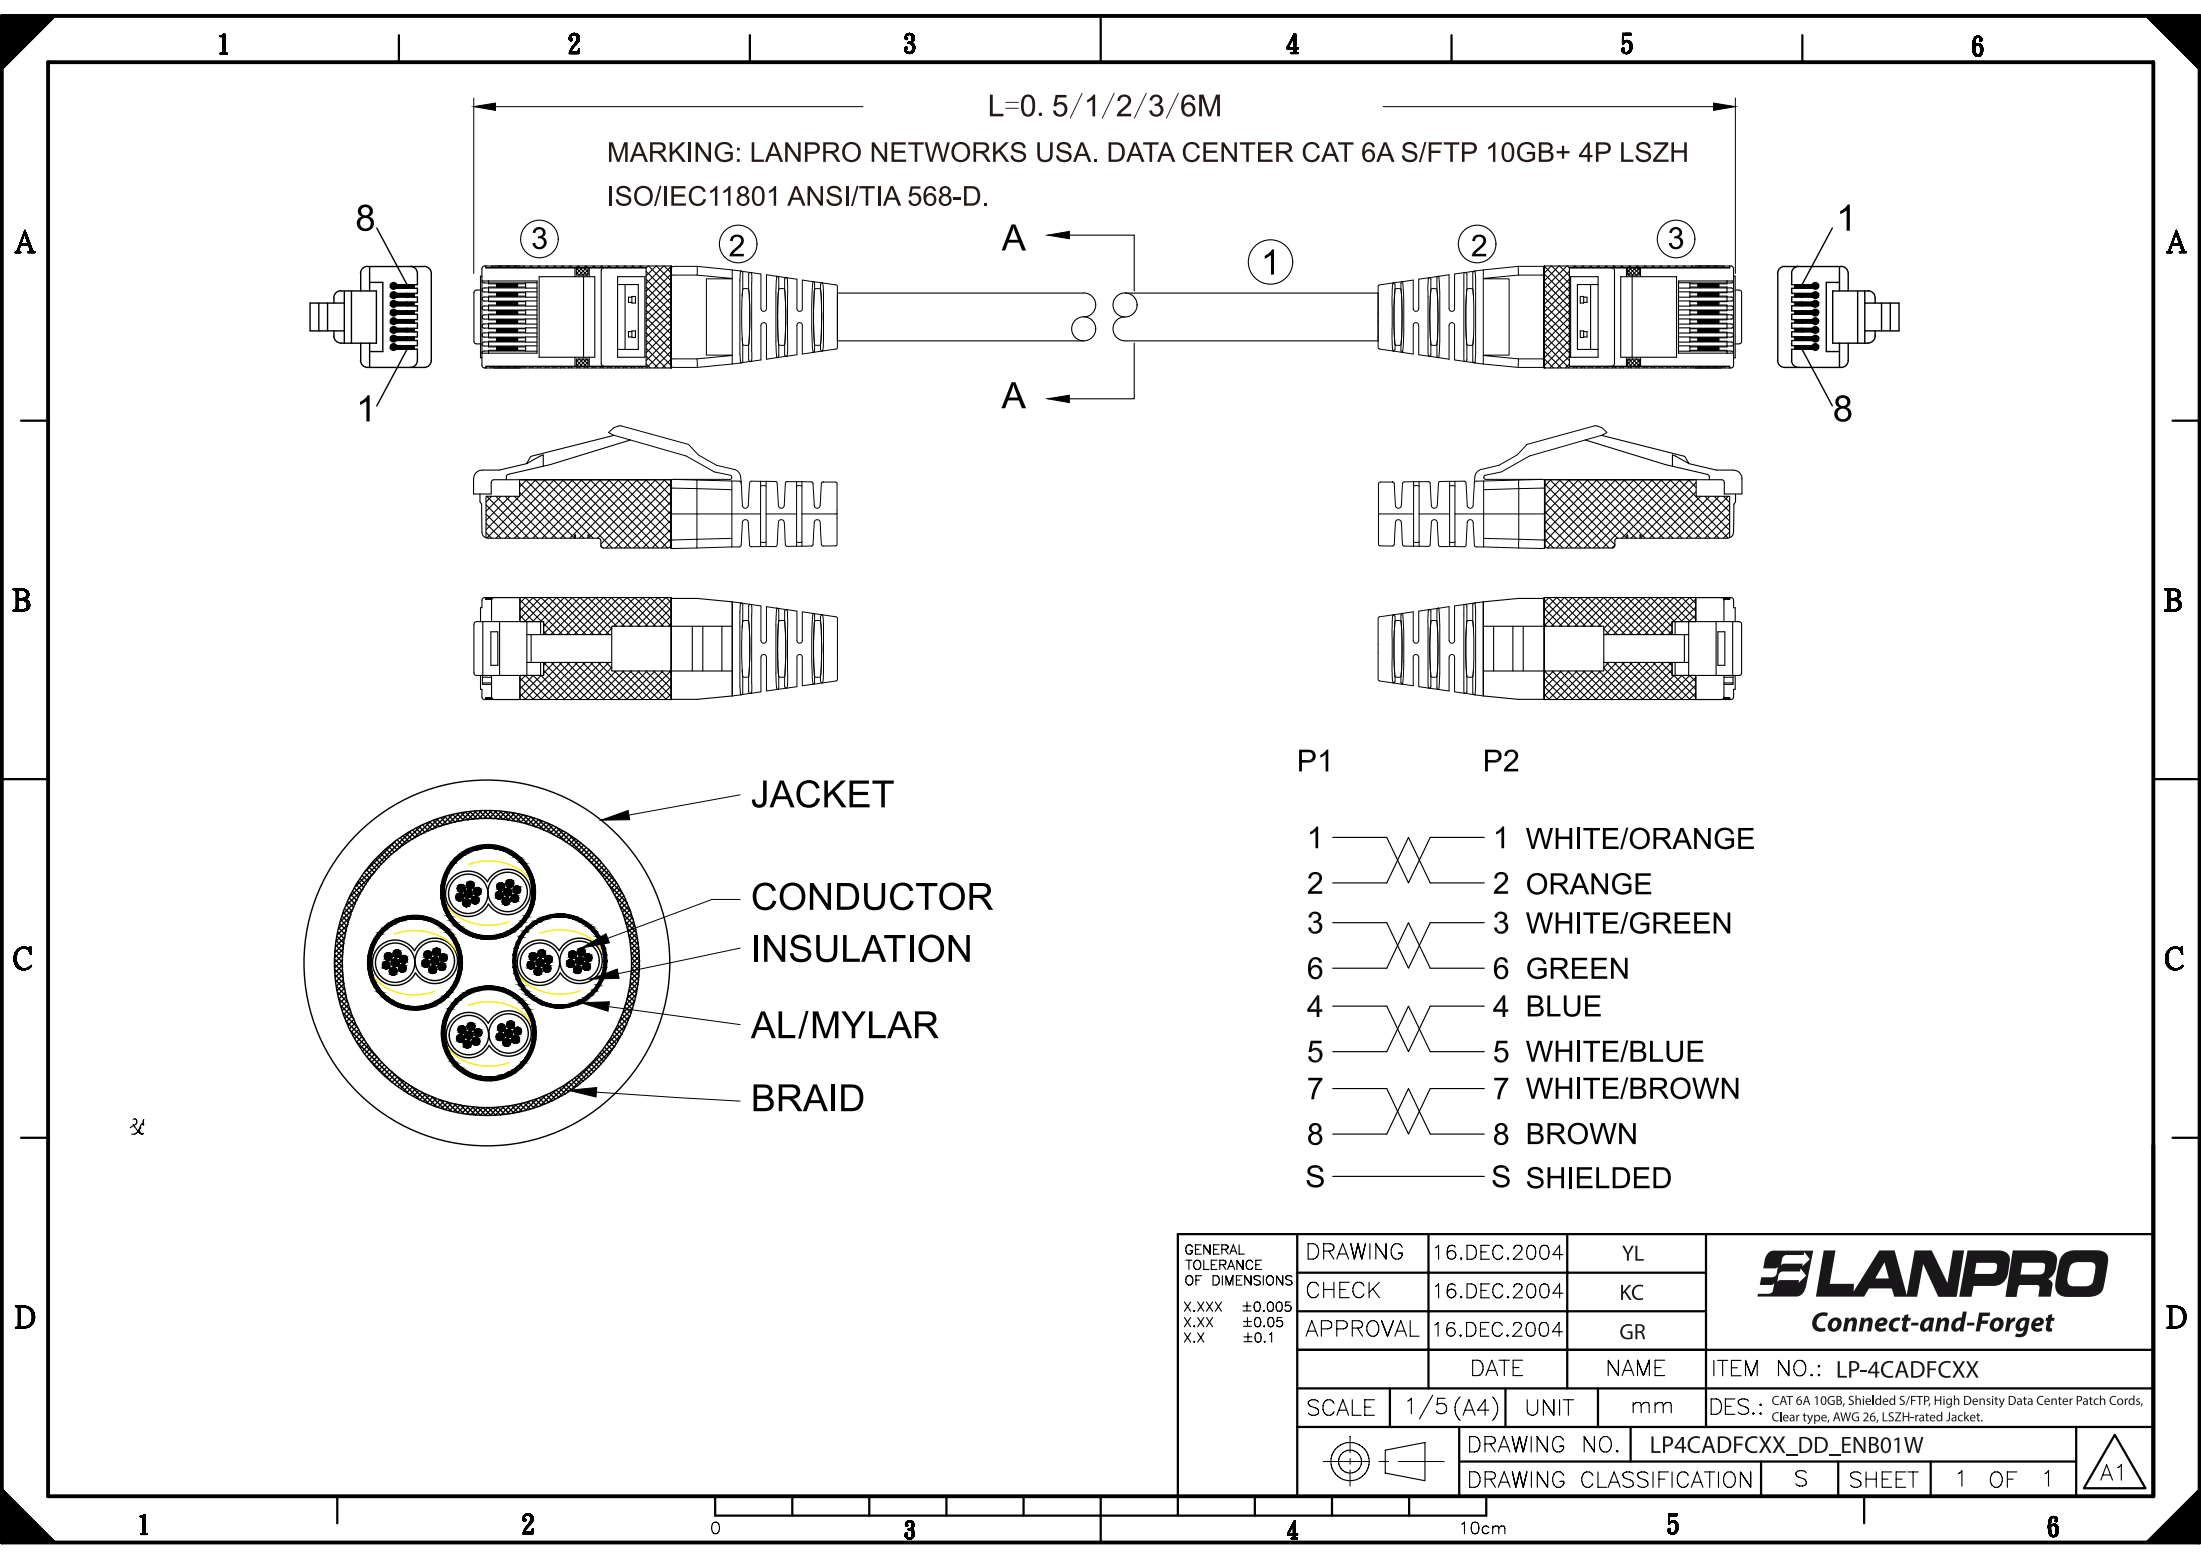 1 2 3 4 5 6
L=0. 5/1/2/3/6M
MARKING: LANPRO NETWORKS USA. DATA CENTER CAT 6A S/FTP 10GB+ 4P LSZH
ISO/IEC11801 ANSI/TIA 568-D.
8 3 2 A 1 2 3 1
A A
1 A 8
B B
P1 P2
JACKET
CONDUCTOR
INSULATION
AL/MYLAR
BRAID
1 1 WHITE/ORANGE
2 2 ORANGE
3 3 WHITE/GREEN
6 6 GREEN
4 4 BLUE
5 5 WHITE/BLUE
7 7 WHITE/BROWN
8 8 BROWN
S S SHIELDED
C C
D D
GENERAL
TOLERANCE
OF DIMENSIONS
X.XXX ±0.005
X.XX ±0.05
X.X ±0.1
DRAWING 16.DEC.2004 YL
CHECK 16.DEC.2004 KC
APPROVAL 16.DEC.2004 GR
DATE NAME
LANPRO
Connect-and-Forget
ITEM NO.: LP-4CADFCXX
SCALE 1/5(A4) UNIT mm
DES.: CAT 6A 10GB, Shielded S/FTP, High Density Data Center Patch Cords,
Clear type, AWG 26, LSZH-rated Jacket.
DRAWING NO. LP4CADFCXX_DD_ENB01W
DRAWING CLASSIFICATION S SHEET 1 OF 1
A1
0 10cm
1 2 3 4 5 6